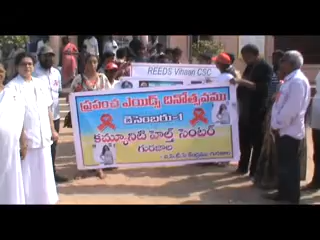 REEDS Vihaan CSC
ప్రపంచ ఎయిడ్స్ దినోత్సవము
డిసెంబరు-1
కమ్యూనిటి హెల్త్ సెంటర్
గురజాల